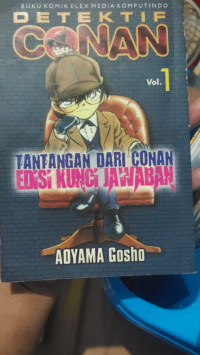 BUKU KOMIK ELEX MEDIA KOMPUTINDO
DETEKTIF
CONAN
Vol. 1
TANTANGAN DARI CONAN
EDISI KUNCI JAWABAN
AOYAMA Gosho